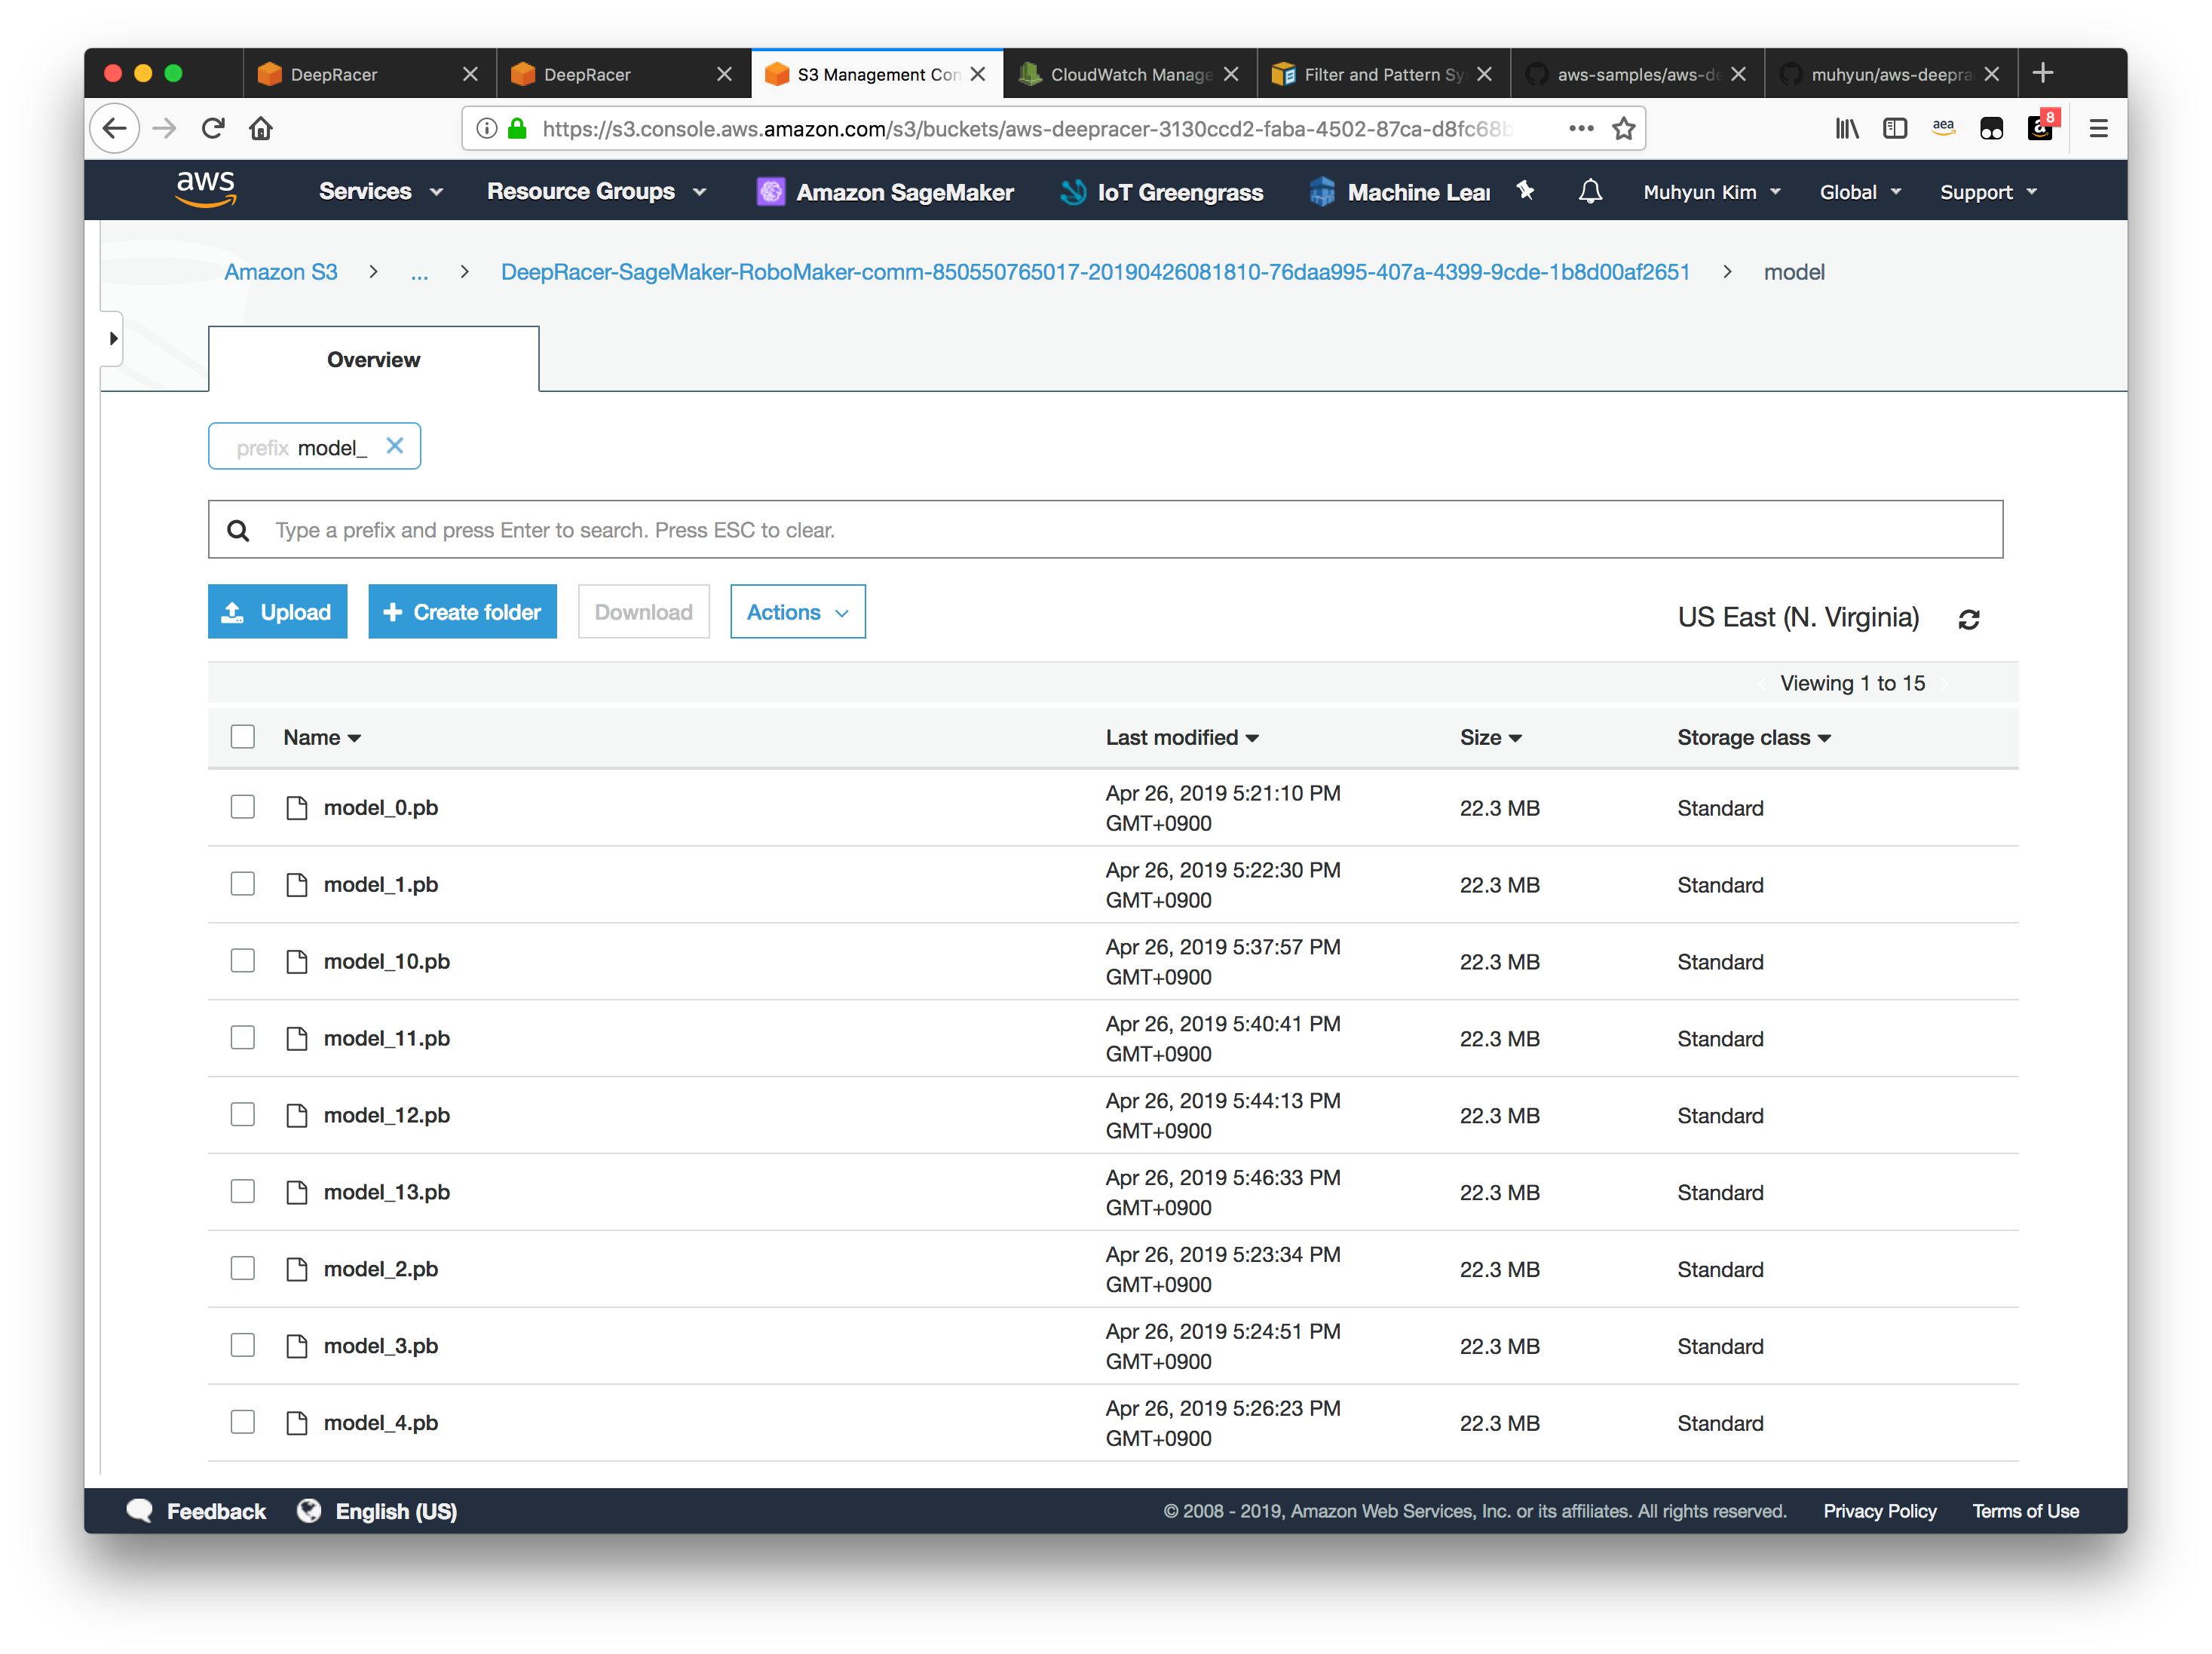 DeepRacer
DeepRacer
S3 Management Con
CloudWatch Manage
Filter and Pattern Sy
aws-samples/aws-de
muhyun/aws-deepra
https://s3.console.aws.amazon.com/s3/buckets/aws-deepracer-3130ccd2-faba-4502-87ca-d8fc68b
aea
8
aws
Services
Resource Groups
Amazon SageMaker
IoT Greengrass
Machine Lear
Muhyun Kim
Global
Support
Amazon S3 > ... > DeepRacer-SageMaker-RoboMaker-comm-850550765017-20190426081810-76daa995-407a-4399-9cde-1b8d00af2651 > model
Overview
prefix model_
Type a prefix and press Enter to search. Press ESC to clear.
Upload
Create folder
Download
Actions
US East (N. Virginia)
Viewing 1 to 15
Name Last modified Size Storage class
model_0.pb Apr 26, 2019 5:21:10 PM GMT+0900 22.3 MB Standard
model_1.pb Apr 26, 2019 5:22:30 PM GMT+0900 22.3 MB Standard
model_10.pb Apr 26, 2019 5:37:57 PM GMT+0900 22.3 MB Standard
model_11.pb Apr 26, 2019 5:40:41 PM GMT+0900 22.3 MB Standard
model_12.pb Apr 26, 2019 5:44:13 PM GMT+0900 22.3 MB Standard
model_13.pb Apr 26, 2019 5:46:33 PM GMT+0900 22.3 MB Standard
model_2.pb Apr 26, 2019 5:23:34 PM GMT+0900 22.3 MB Standard
model_3.pb Apr 26, 2019 5:24:51 PM GMT+0900 22.3 MB Standard
model_4.pb Apr 26, 2019 5:26:23 PM GMT+0900 22.3 MB Standard
Feedback
English (US)
© 2008 - 2019, Amazon Web Services, Inc. or its affiliates. All rights reserved.
Privacy Policy
Terms of Use